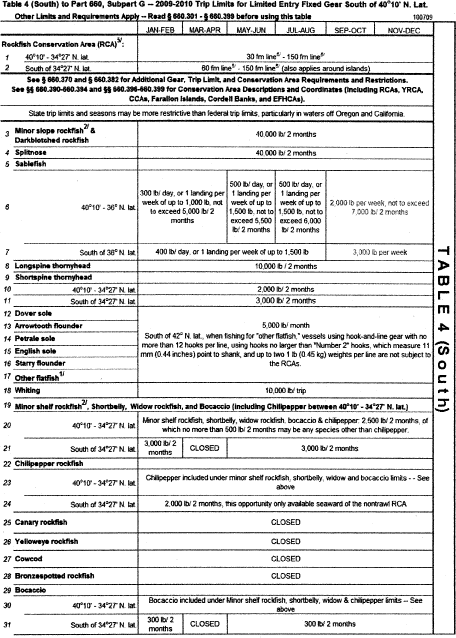 Table 4 (South) to Part 660, Subpart G -- 2009-2010 Trip Limits for Limited Entry Fixed Gear South of 40°10' N. Lat.
Other Limits and Requirements Apply -- Read § 660.301 - § 660.399 before using this table 100709
JAN-FEB MAR-APR MAY-JUN JUL-AUG SEP-OCT NOV-DEC
Rockfish Conservation Area (RCA)5/:
1 40°10' - 34°27' N. lat. 30 fm line6/ - 150 fm line6/
2 South of 34°27' N. lat. 60 fm line6/ - 150 fm line6/ (also applies around islands)
See § 660.370 and § 660.382 for Additional Gear, Trip Limit, and Conservation Area Requirements and Restrictions.
See §§ 660.390-660.394 and §§ 660.396-660.399 for Conservation Area Descriptions and Coordinates (including RCAs, YRCA,
CCAs, Farallon Islands, Cordell Banks, and EFHCAs).
State trip limits and seasons may be more restrictive than federal trip limits, particularly in waters off Oregon and California.
3 Minor slope rockfish2/ &
Darkblotched rockfish 40,000 lb/ 2 months
4 Splitnose 40,000 lb/ 2 months
5 Sablefish
6 40°10' - 36° N. lat.
300 lb/ day, or 1 landing per
week of up to 1,000 lb, not
to exceed 5,000 lb/ 2
months
500 lb/ day, or
1 landing per
week of up to
1,500 lb, not to
exceed 5,500
lb/ 2 months
500 lb/ day, or
1 landing per
week of up to
1,500 lb, not to
exceed 6,000
lb/ 2 months
2,000 lb per week, not to exceed
7,000 lb/ 2 months
7 South of 36° N. lat. 400 lb/ day, or 1 landing per week of up to 1,500 lb 3,000 lb per week
8 Longspine thornyhead 10,000 lb / 2 months
9 Shortspine thornyhead
10 40°10' - 34°27' N. lat. 2,000 lb/ 2 months
11 South of 34°27' N. lat. 3,000 lb/ 2 months
12 Dover sole
13 Arrowtooth flounder
14 Petrale sole
15 English sole
16 Starry flounder
17 Other flatfish1/
5,000 lb/ month
South of 42° N. lat., when fishing for "other flatfish," vessels using hook-and-line gear with no
more than 12 hooks per line, using hooks no larger than "Number 2" hooks, which measure 11
mm (0.44 inches) point to shank, and up to two 1 lb (0.45 kg) weights per line are not subject to
the RCAs.
18 Whiting 10,000 lb/ trip
19 Minor shelf rockfish2/, Shortbelly, Widow rockfish, and Bocaccio (including Chilipepper between 40°10' - 34°27' N. lat.)
20 40°10' - 34°27' N. lat.
Minor shelf rockfish, shortbelly, widow rockfish, bocaccio & chilipepper: 2,500 lb/ 2 months, of
which no more than 500 lb/ 2 months may be any species other than chilipepper.
21 South of 34°27' N. lat. 3,000 lb/ 2
months CLOSED 3,000 lb/ 2 months
22 Chilipepper rockfish
23 40°10' - 34°27' N. lat.
Chilipepper included under minor shelf rockfish, shortbelly, widow and bocaccio limits - - See
above
24 South of 34°27' N. lat. 2,000 lb/ 2 months, this opportunity only available seaward of the nontrawl RCA
25 Canary rockfish CLOSED
26 Yelloweye rockfish CLOSED
27 Cowcod CLOSED
28 Bronzespotted rockfish CLOSED
29 Bocaccio
30 40°10' - 34°27' N. lat.
Bocaccio included under Minor shelf rockfish, shortbelly, widow & chilipepper limits -- See
above
31 South of 34°27' N. lat. 300 lb/ 2
months CLOSED 300 lb/ 2 months
TABLE 4 (South)